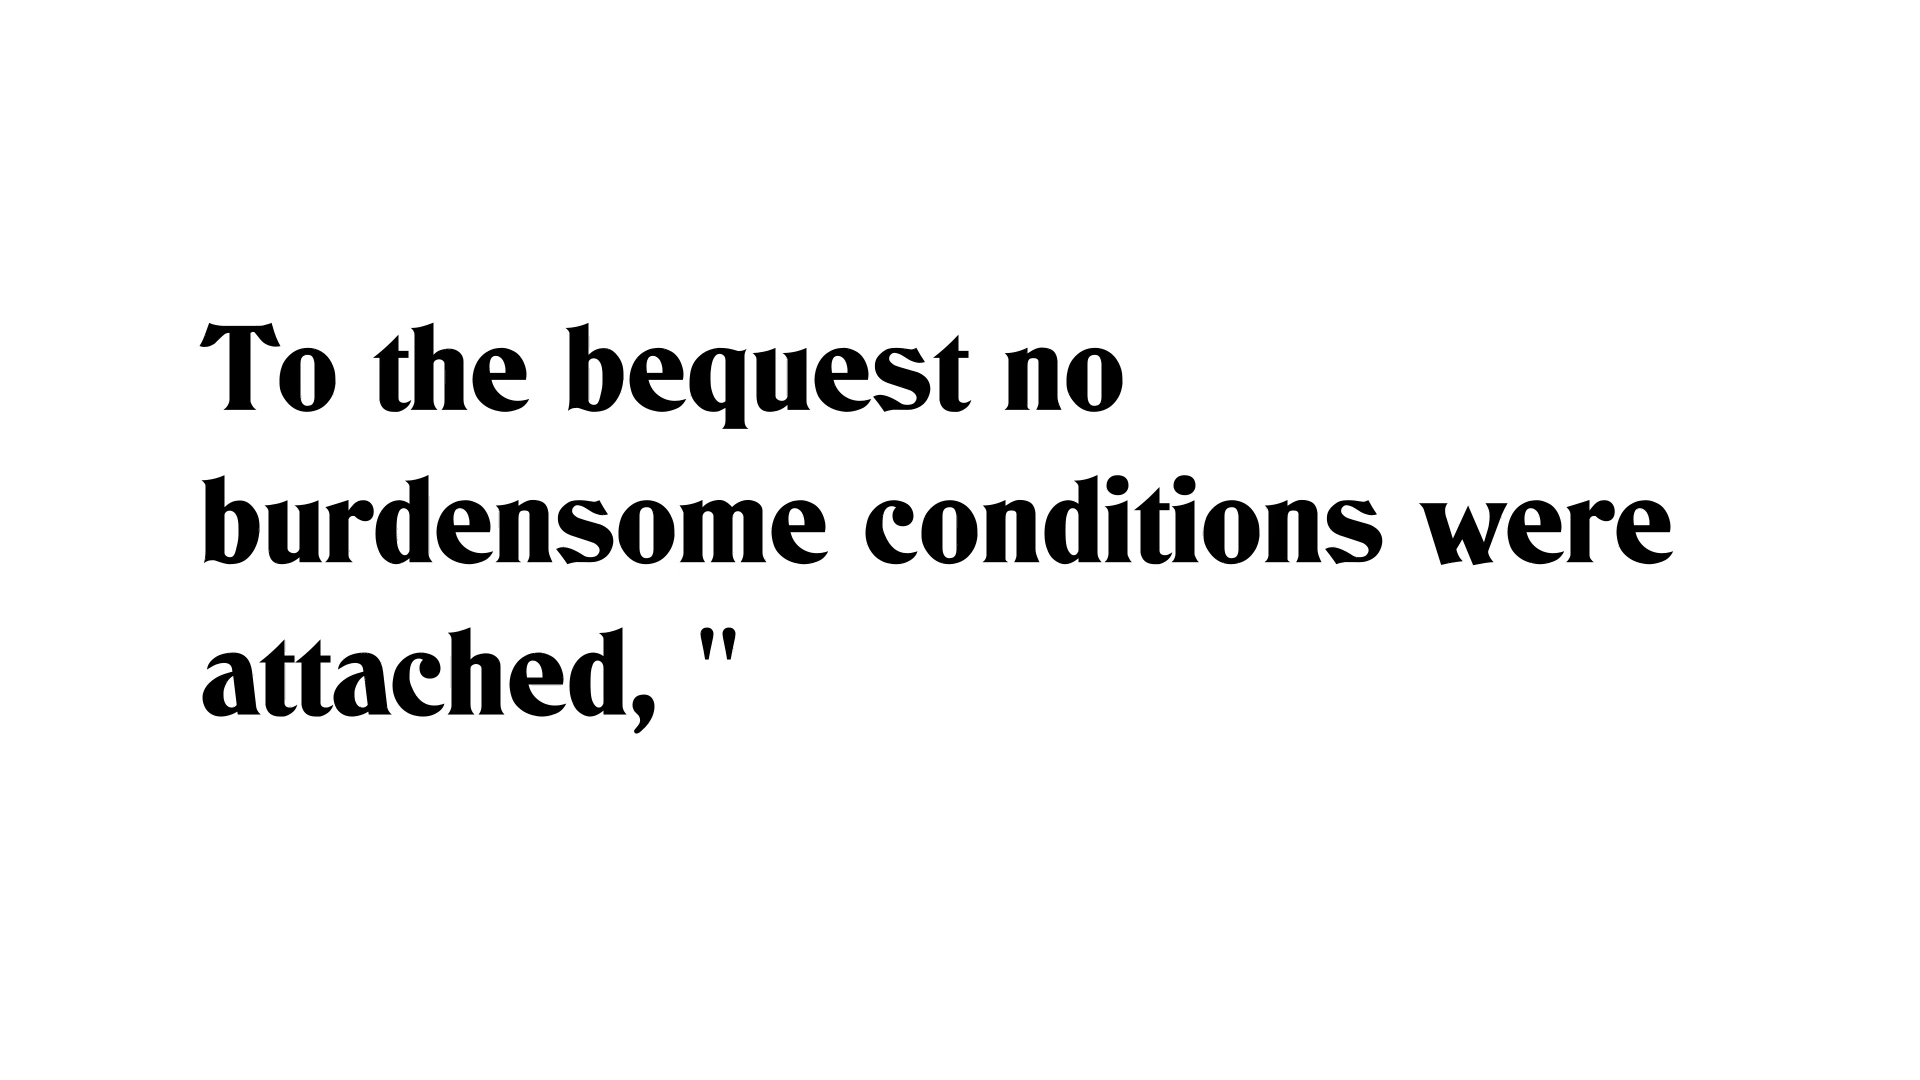 To the bequest no
burdensome conditions were
attached, "